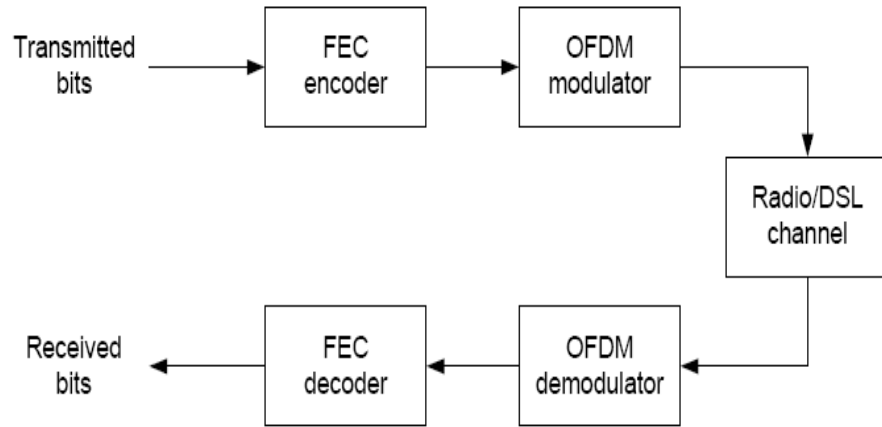 Transmitted
bits
FEC
encoder
OFDM
modulator
Radio/DSL
channel
Received
bits
FEC
decoder
OFDM
demodulator